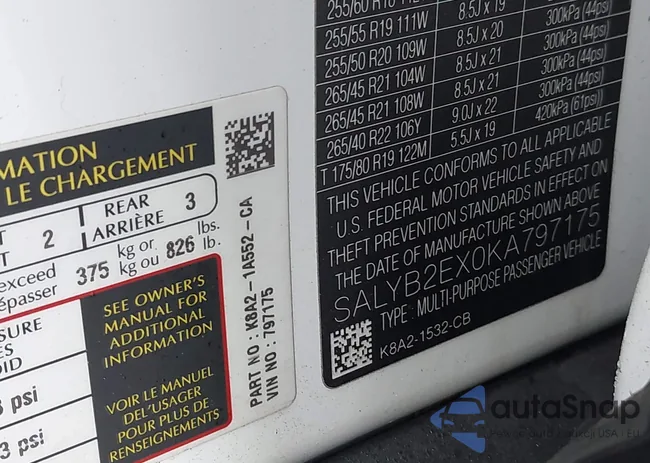 MATION
LE CHARGEMENT
2
REAR
ARRIÈRE 3
exceed
épasser 375 kg or 826 lbs.
kg ou lb.
SURE
ES
OID
SEE OWNER'S
MANUAL FOR
ADDITIONAL
INFORMATION
VOIR LE MANUEL
DEL'USAGER
POUR PLUS DE
RENSEIGNEMENTS
psi
3 psi
PART NO : K8A2-1A552-CA
VIN NO : 797175
255/60 R18 8.5J x 19 300kPa (44psi)
255/55 R19 111W 8.5J x 20 300kPa (44psi)
255/50 R20 109W 8.5J x 21 300kPa (44psi)
265/45 R21 104W 8.5J x 21 300kPa (44psi)
265/45 R21 108W 9.0J x 22 420kPa (61psi)
265/40 R22 106Y 5.5J x 19
T 175/80 R19 122M
THIS VEHICLE CONFORMS TO ALL APPLICABLE
U.S. FEDERAL MOTOR VEHICLE SAFETY AND
THEFT PREVENTION STANDARDS IN EFFECT ON
THE DATE OF MANUFACTURE SHOWN ABOVE
SALYB2EX0KA797175
TYPE : MULTI-PURPOSE PASSENGER VEHICLE
K8A2-1532-CB
autoSnap